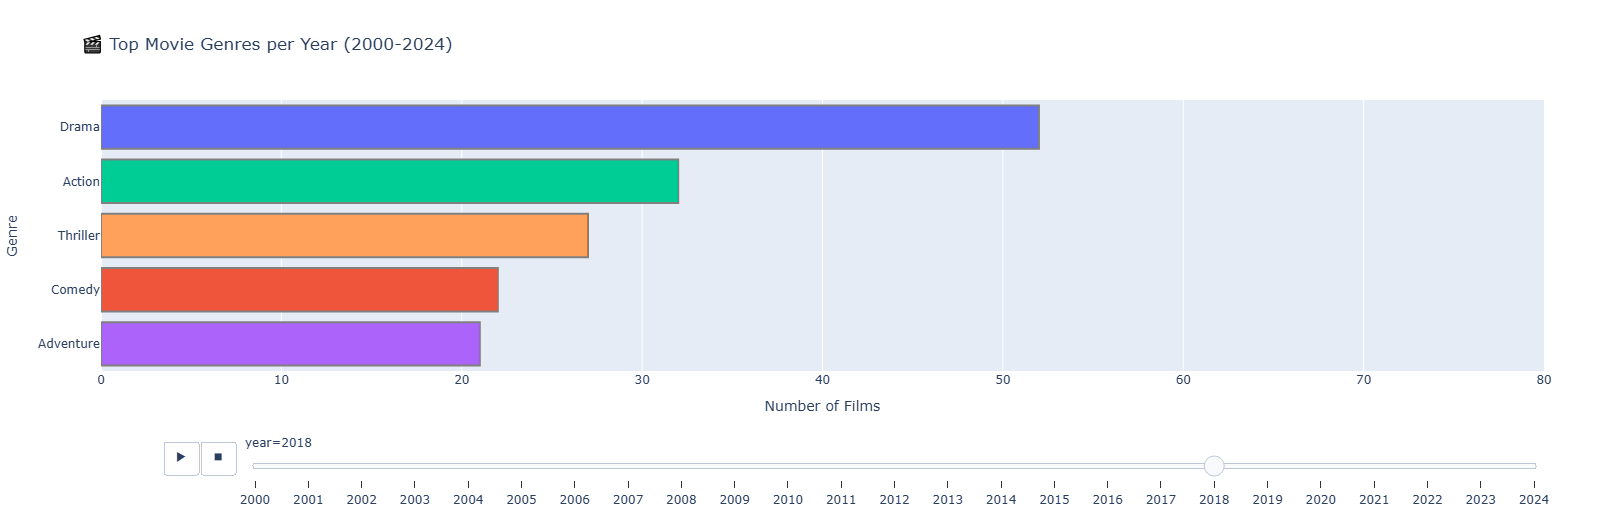 🎬 Top Movie Genres per Year (2000-2024)
Genre
Drama
Action
Thriller
Comedy
Adventure
0 10 20 30 40 50 60 70 80
Number of Films
year=2018
2000 2001 2002 2003 2004 2005 2006 2007 2008 2009 2010 2011 2012 2013 2014 2015 2016 2017 2018 2019 2020 2021 2022 2023 2024